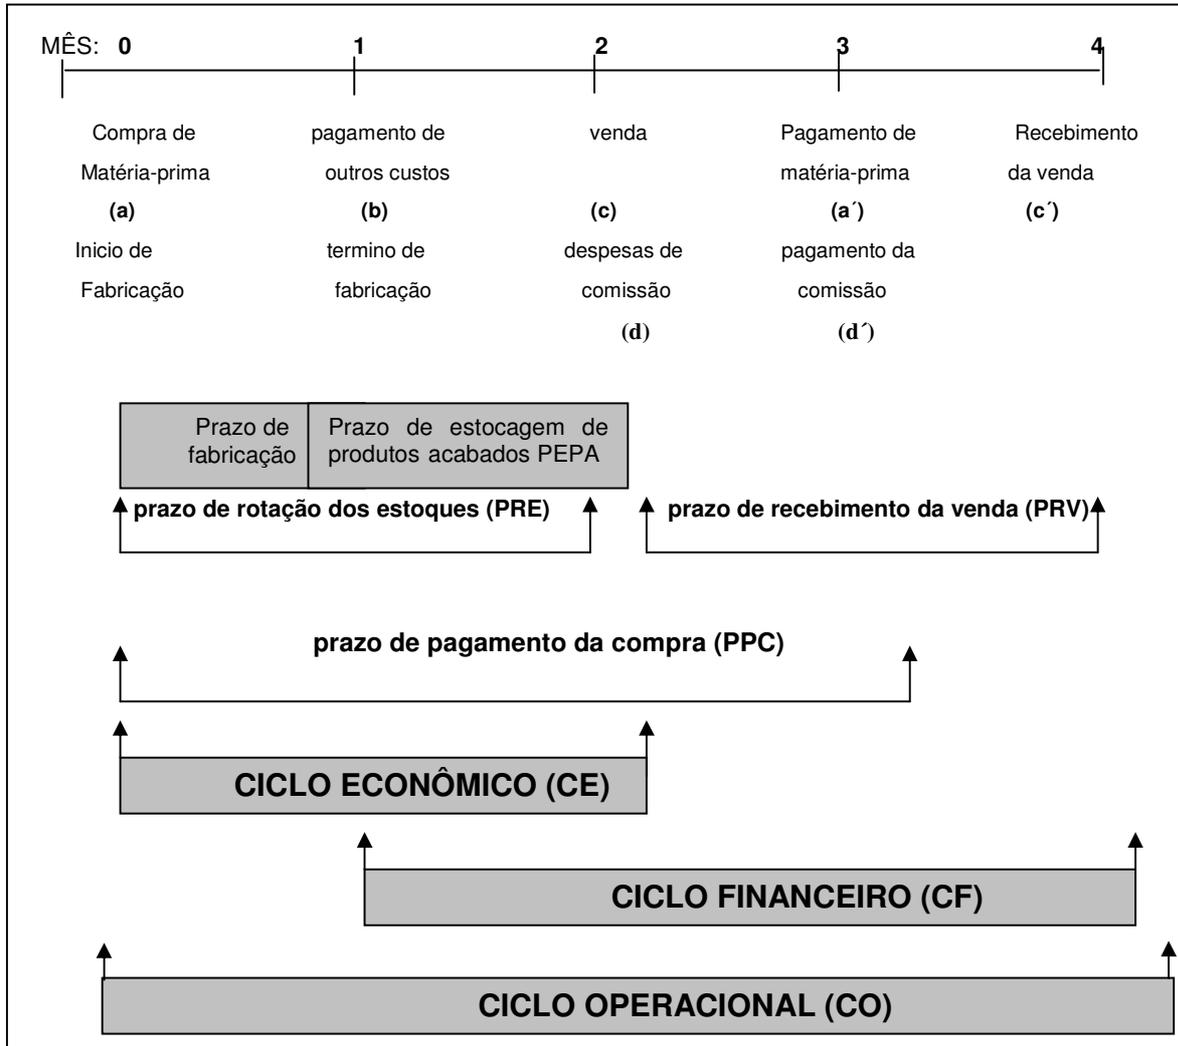 MÊS: 0 1 2 3 4
Compra de pagamento de venda Pagamento de Recebimento
Matéria-prima outros custos matéria-prima da venda
(a) (b) (c) (a´) (c´)
Inicio de termino de despesas de pagamento da
Fabricação fabricação comissão comissão
(d) (d´)
Prazo de Prazo de estocagem de
fabricação produtos acabados PEPA
prazo de rotação dos estoques (PRE) prazo de recebimento da venda (PRV)
prazo de pagamento da compra (PPC)
CICLO ECONÔMICO (CE)
CICLO FINANCEIRO (CF)
CICLO OPERACIONAL (CO)